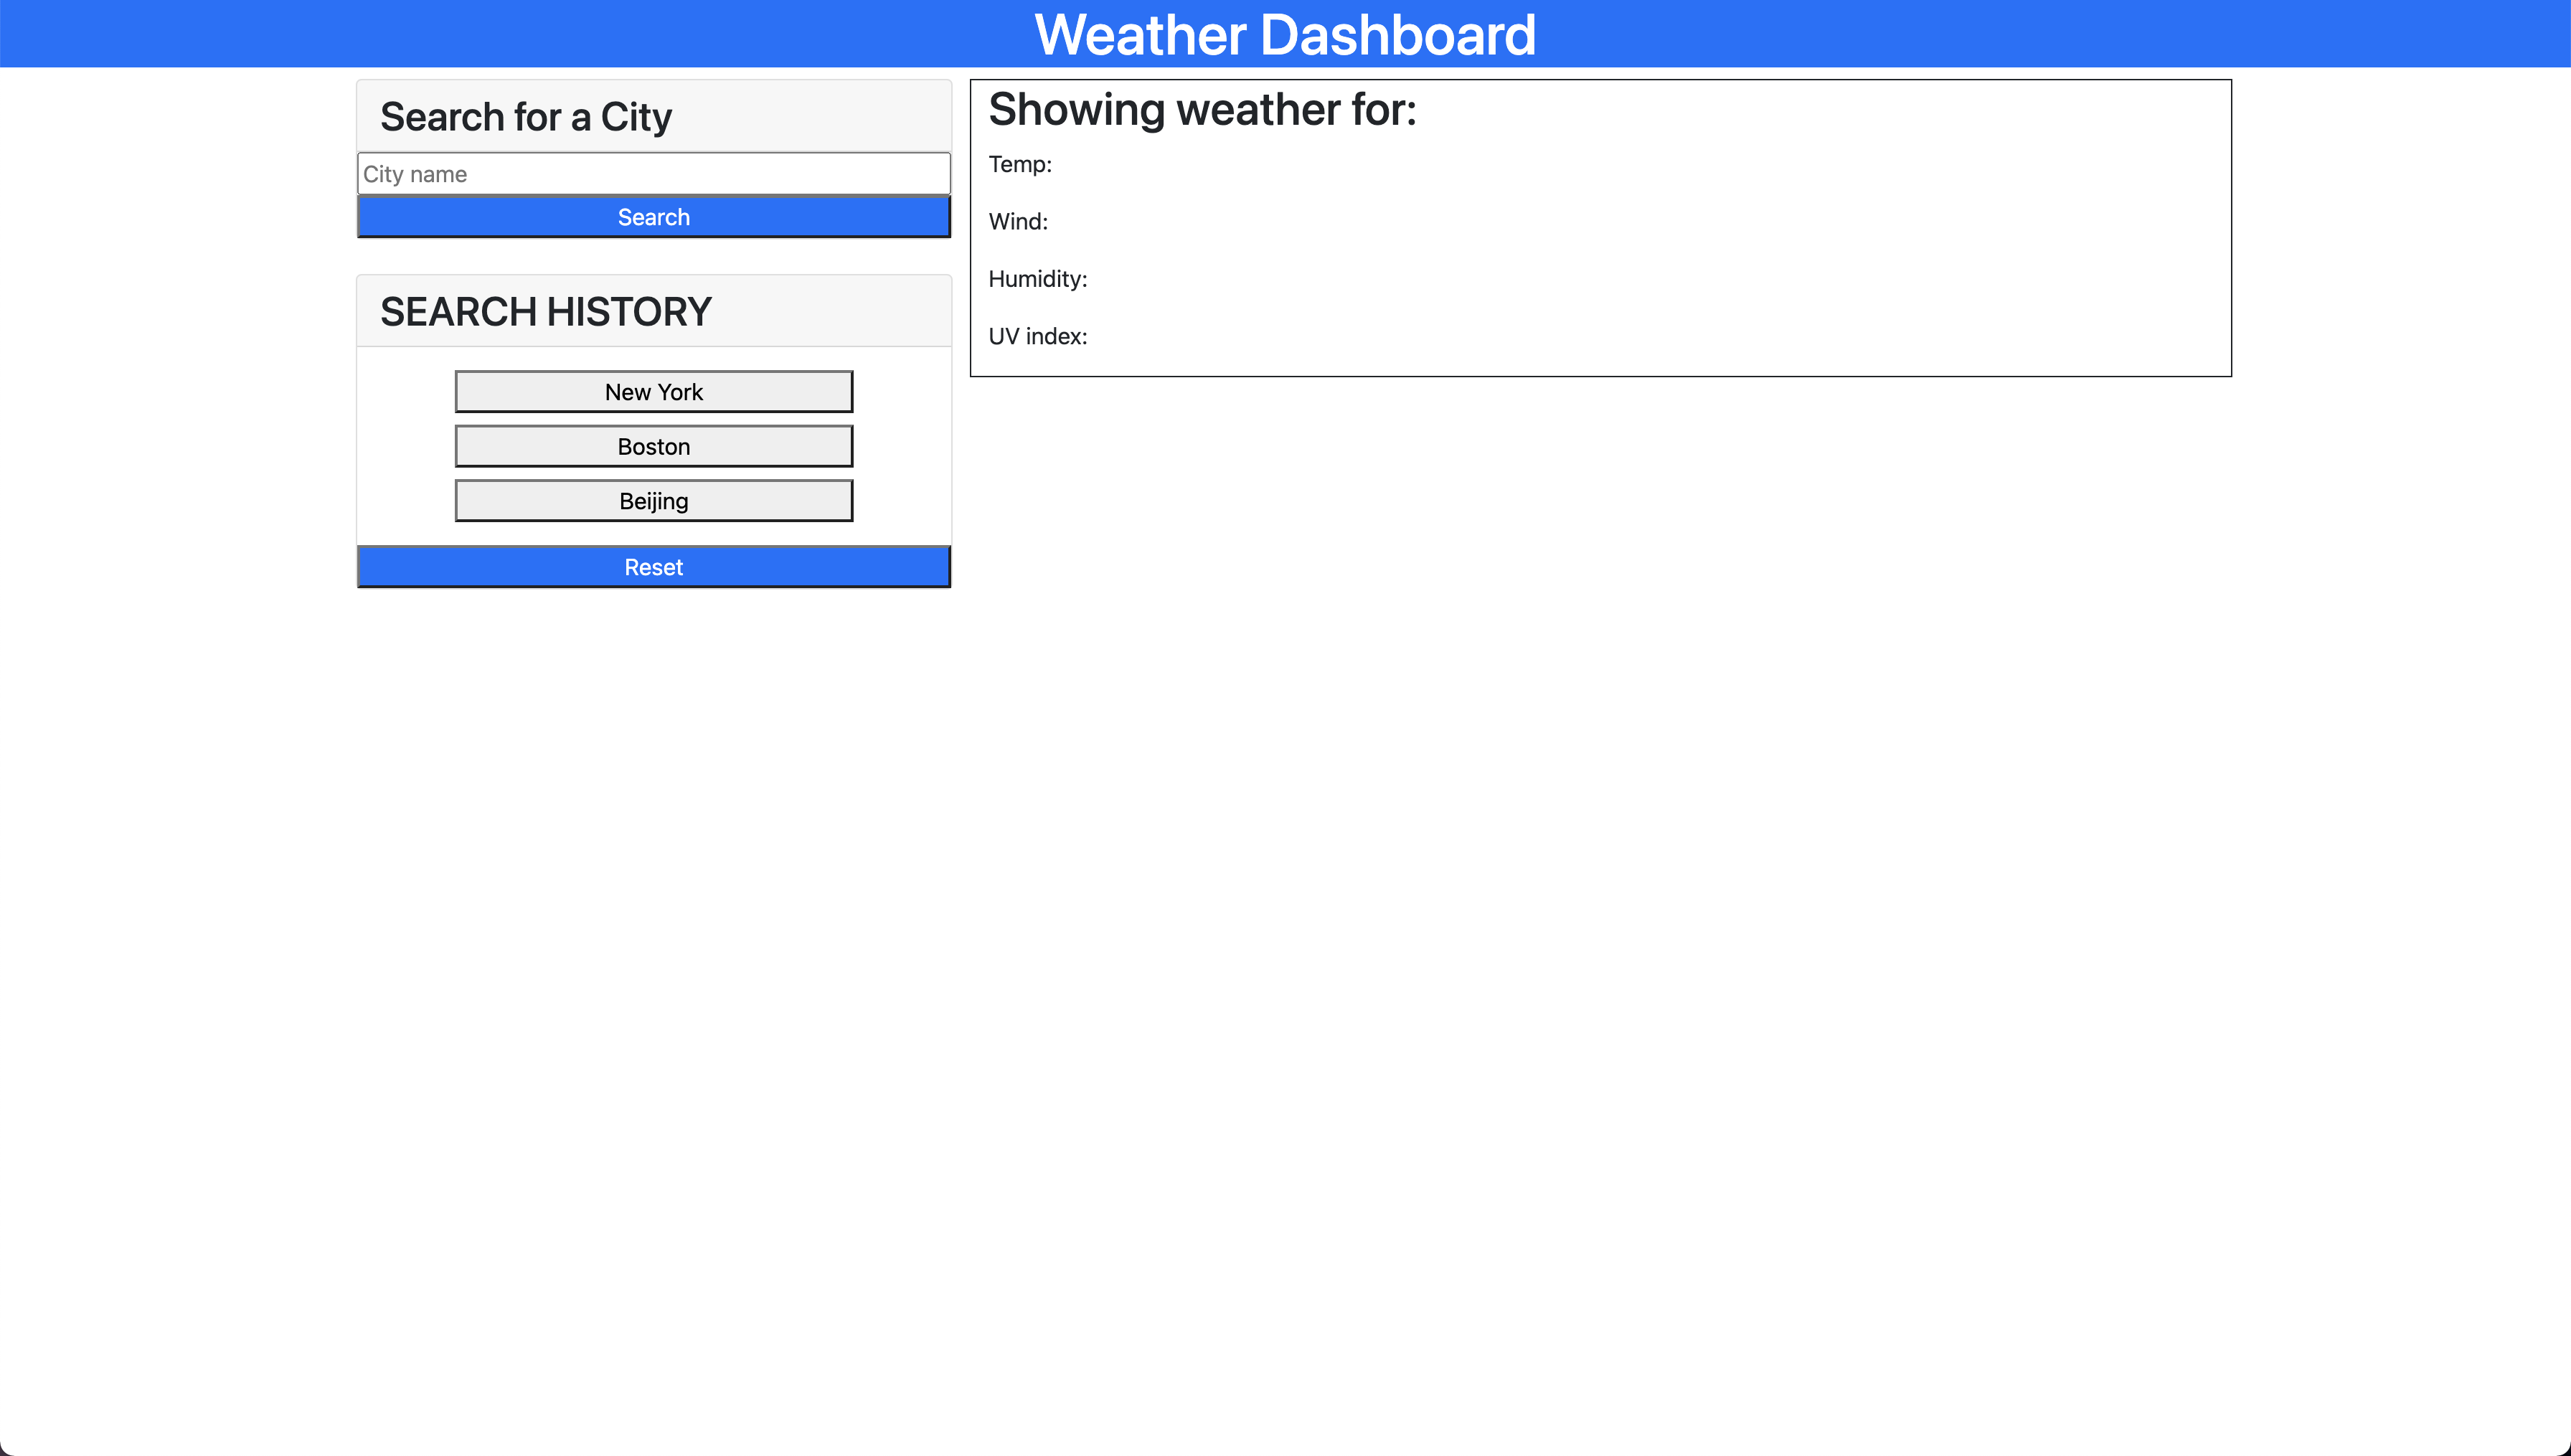 Weather Dashboard
Search for a City
City name
Search
SEARCH HISTORY
New York
Boston
Beijing
Reset
Showing weather for:
Temp:
Wind:
Humidity:
UV index: